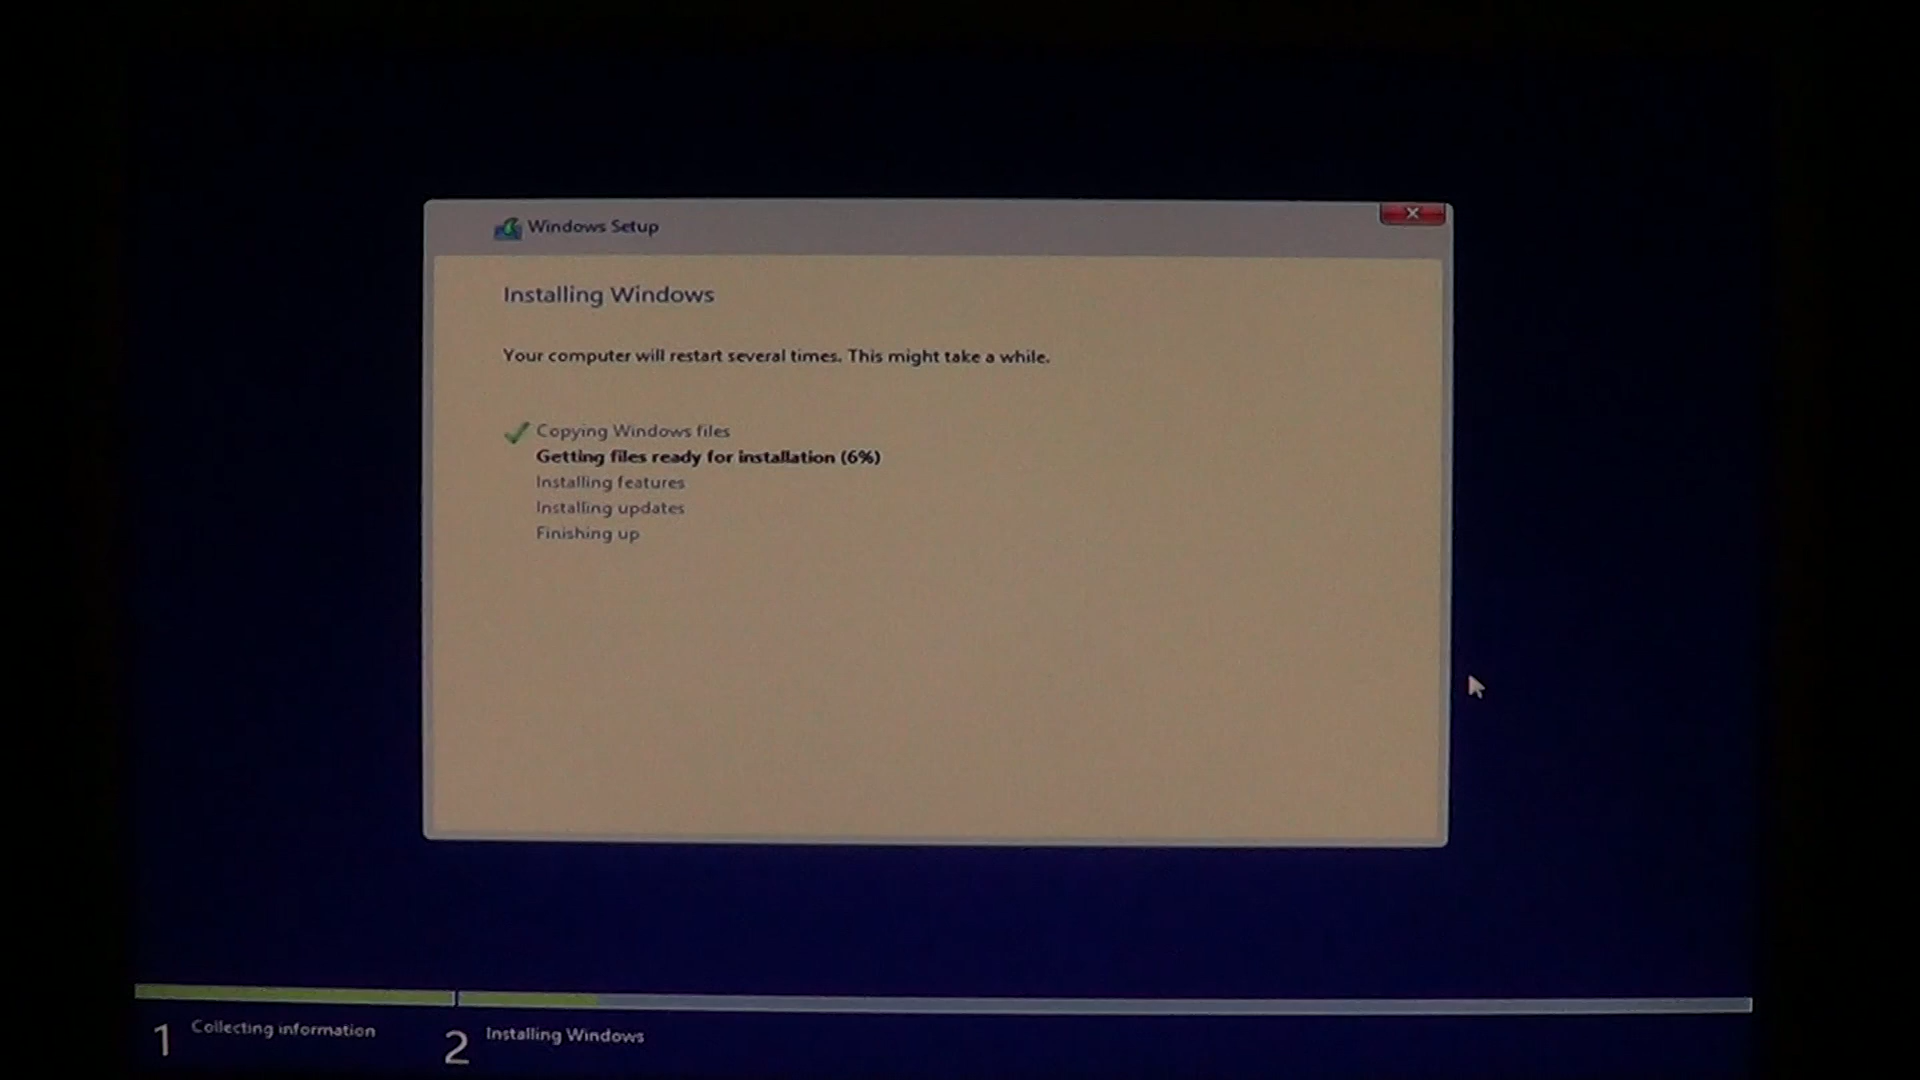 Windows Setup
Installing Windows
Your computer will restart several times. This might take a while.
Copying Windows files
Getting files ready for installation (6%)
Installing features
Installing updates
Finishing up
1 Collecting information
2 Installing Windows